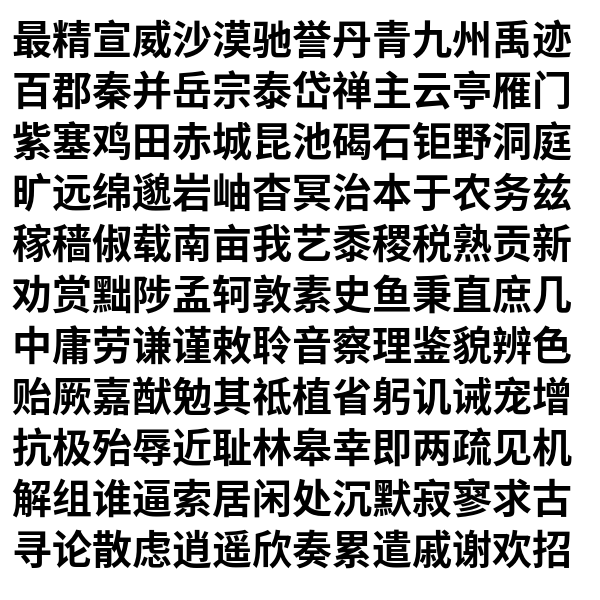 最精宣威沙漠驰誉丹青九州禹迹
百郡秦并岳宗泰岱禅主云亭雁门
紫塞鸡田赤城昆池碣石钜野洞庭
旷远绵邈岩岫杳冥治本于农务兹
稼穑俶载南亩我艺黍稷税熟贡新
劝赏黜陟孟轲敦素史鱼秉直庶几
中庸劳谦谨敕聆音察理鉴貌辨色
贻厥嘉猷勉其祗植省躬讥诫宠增
抗极殆辱近耻林皋幸即两疏见机
解组谁逼索居闲处沉默寂寥求古
寻论散虑逍遥欣奏累遣戚谢欢招